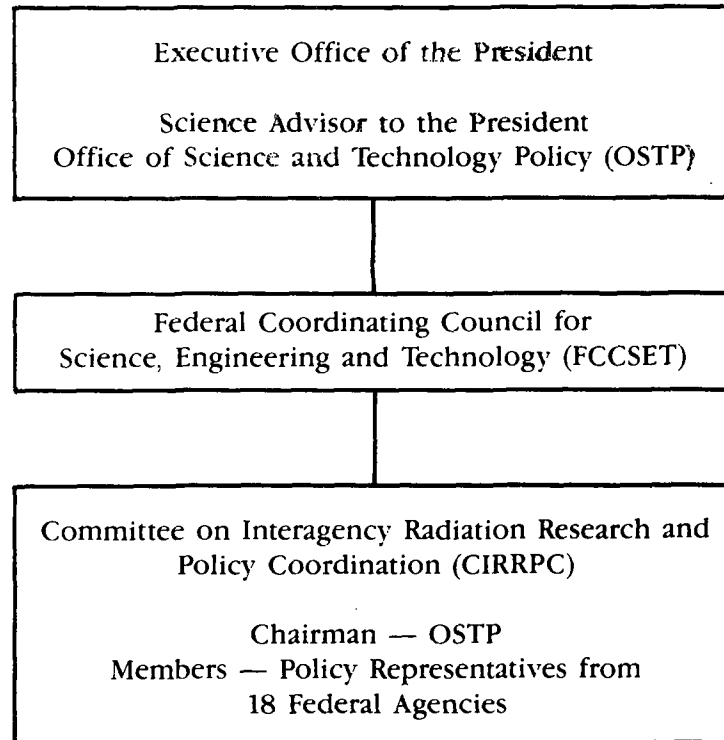 Executive Office of the President
Science Advisor to the President
Office of Science and Technology Policy (OSTP)
Federal Coordinating Council for
Science, Engineering and Technology (FCCSET)
Committee on Interagency Radiation Research and
Policy Coordination (CIRRPC)
Chairman — OSTP
Members — Policy Representatives from
18 Federal Agencies